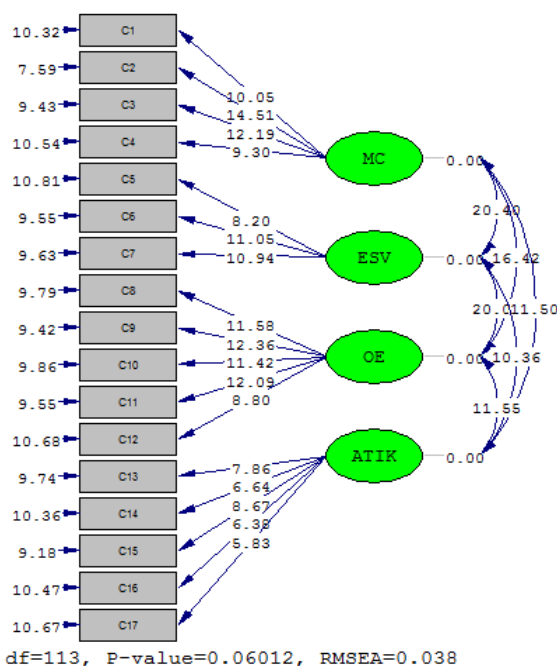 10.32 C1
7.59 C2
9.43 C3
10.54 C4
10.81 C5
9.55 C6
9.63 C7
9.79 C8
9.42 C9
9.86 C10
9.55 C11
10.68 C12
9.74 C13
10.36 C14
9.18 C15
10.47 C16
10.67 C17
10.05
14.51
12.19
9.30
8.20
11.05
10.94
11.58
12.36
11.42
12.09
8.80
7.86
6.64
8.67
5.83
MC 0.00
ESV 0.00
OE 0.00
ATIK 0.00
20.40
16.42
11.50
10.36
11.55
df=113, P-value=0.06012, RMSEA=0.038